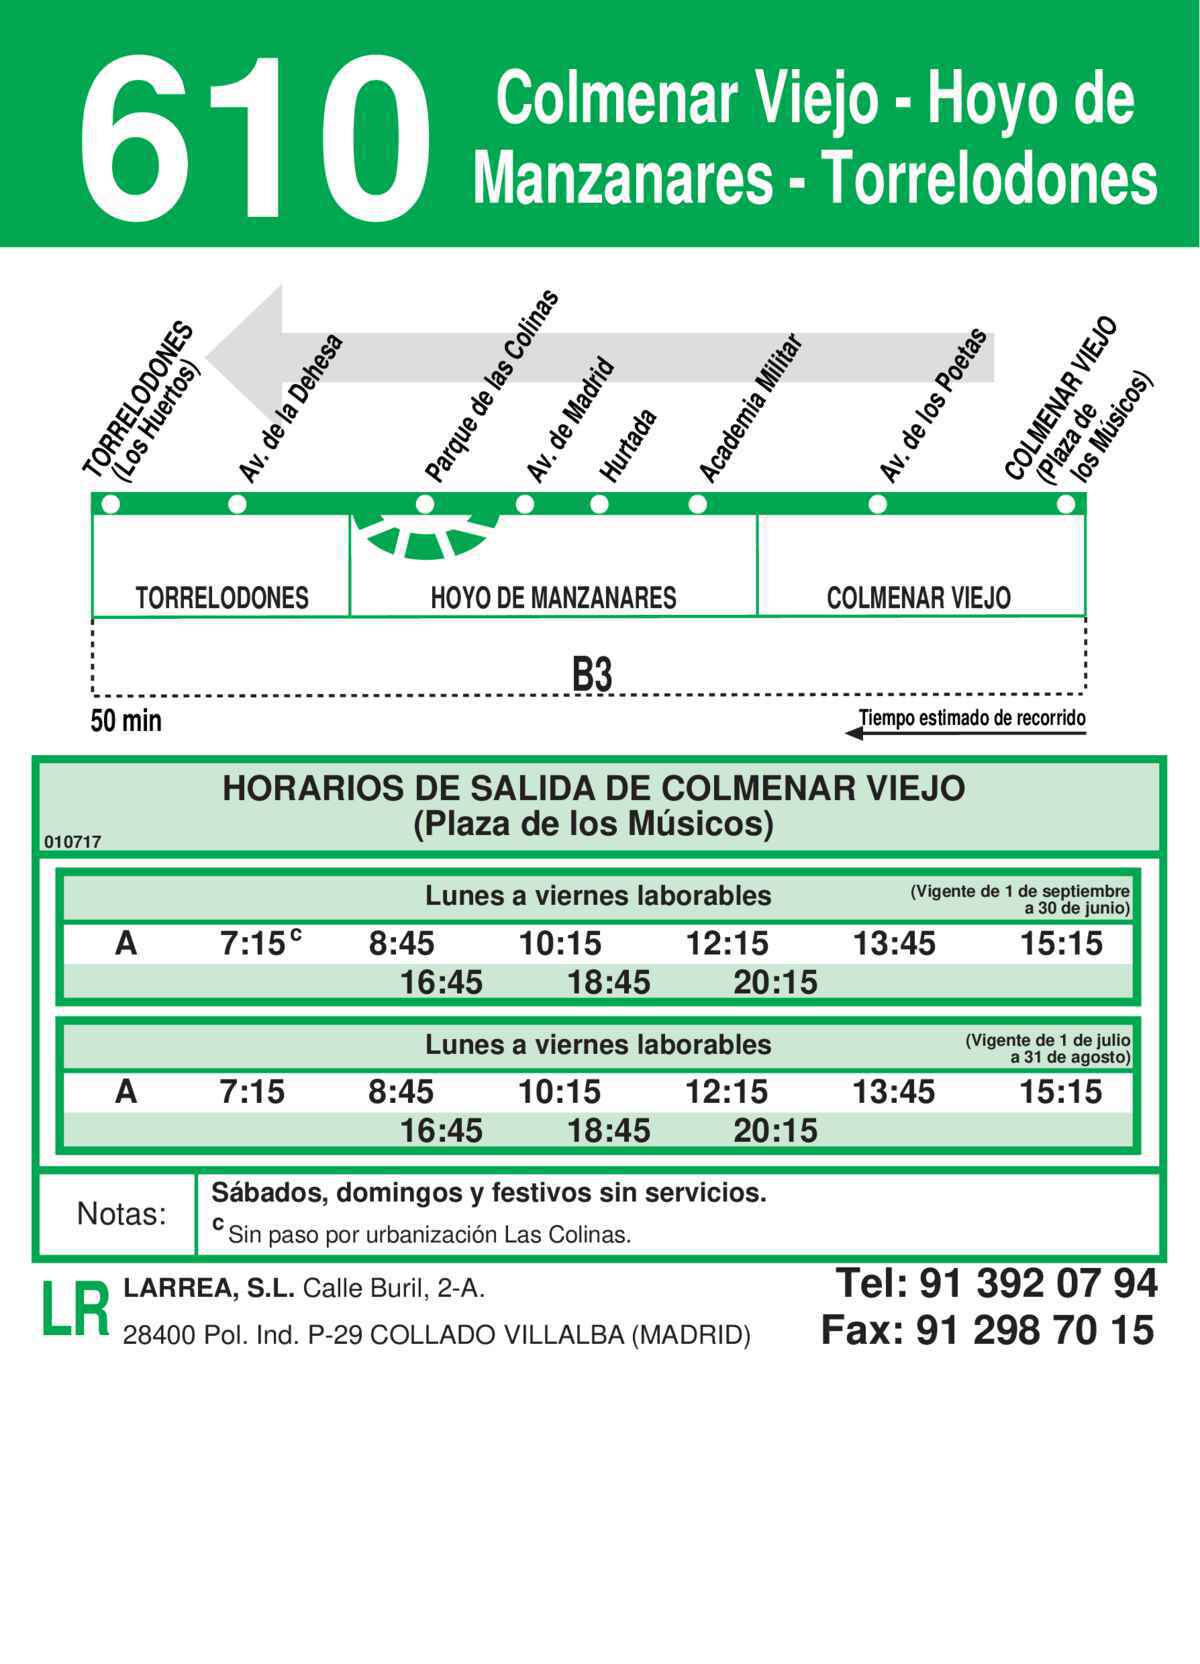 610
Colmenar Viejo - Hoyo de
Manzanares - Torrelodones
TORRELODONES
(Los Huertos)
Av. de la Dehesa
Parque de las Colinas
Av. de Madrid
Hurtada
Academia Militar
Av. de los Poetas
COLMENAR VIEJO
(Plaza de
los Músicos)
TORRELODONES
HOYO DE MANZANARES
COLMENAR VIEJO
B3
50 min
Tiempo estimado de recorrido
HORARIOS DE SALIDA DE COLMENAR VIEJO
(Plaza de los Músicos)
010717
Lunes a viernes laborables
(Vigente de 1 de septiembre
a 30 de junio)
A 7:15 c 8:45 10:15 12:15 13:45 15:15
16:45 18:45 20:15
Lunes a viernes laborables
(Vigente de 1 de julio
a 31 de agosto)
A 7:15 8:45 10:15 12:15 13:45 15:15
16:45 18:45 20:15
Notas:
Sábados, domingos y festivos sin servicios.
c Sin paso por urbanización Las Colinas.
LR
LARREA, S.L. Calle Buril, 2-A.
28400 Pol. Ind. P-29 COLLADO VILLALBA (MADRID)
Tel: 91 392 07 94
Fax: 91 298 70 15